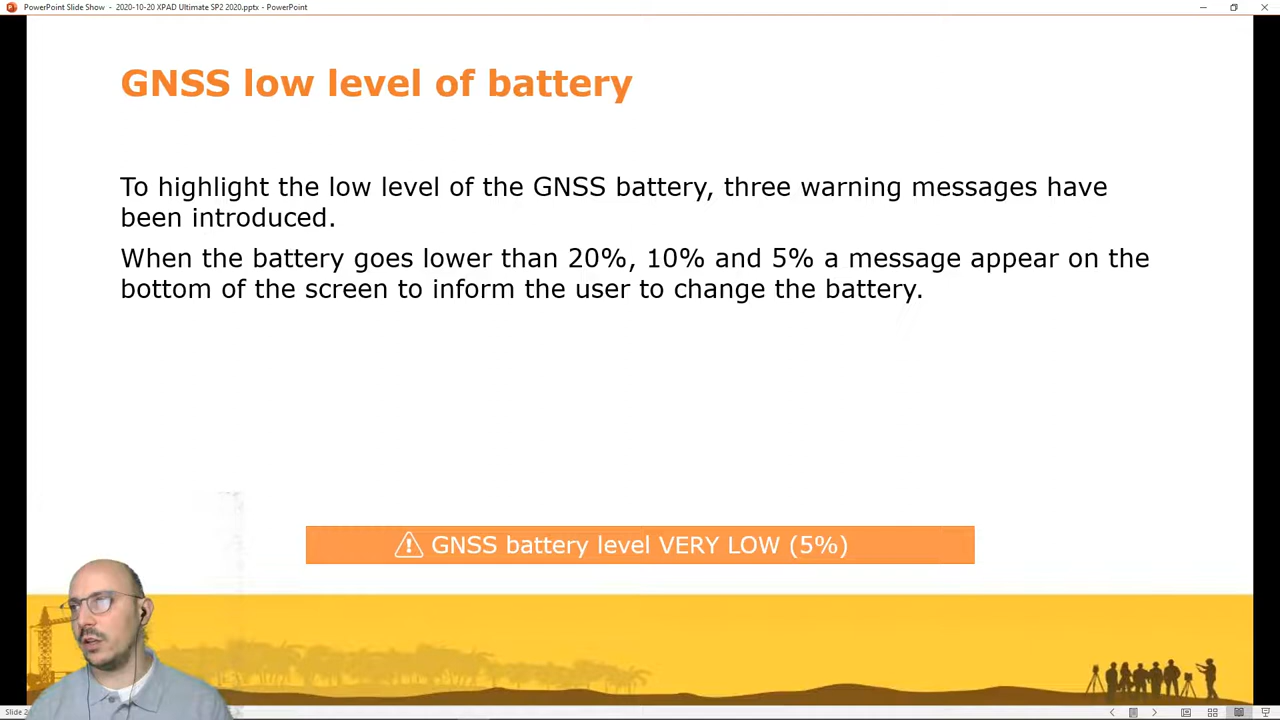 PowerPoint Slide Show - 2020-10-20 XPAD Ultimate SP2 2020.pptx - PowerPoint
GNSS low level of battery
To highlight the low level of the GNSS battery, three warning messages have
been introduced.
When the battery goes lower than 20%, 10% and 5% a message appear on the
bottom of the screen to inform the user to change the battery.
GNSS battery level VERY LOW (5%)
Slide